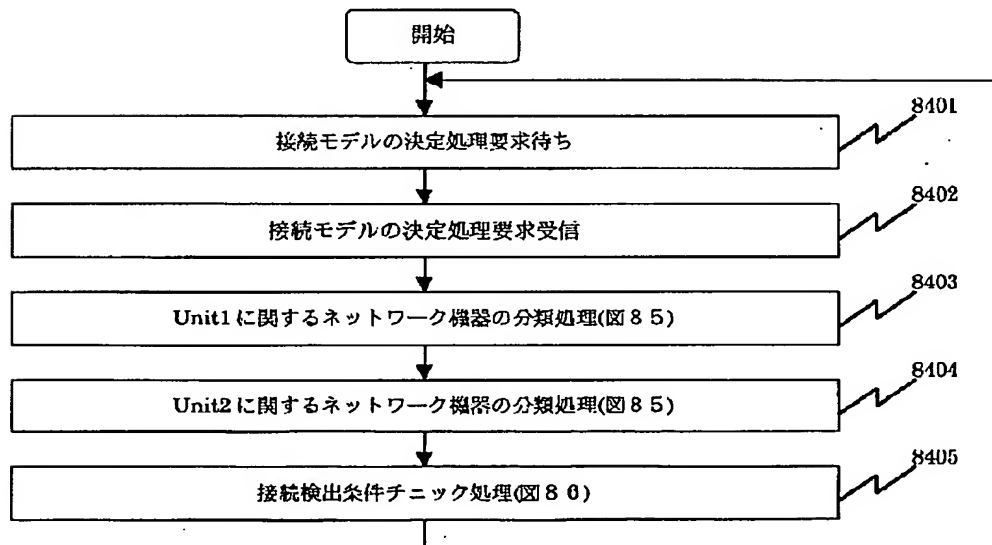 開始
8401
接続モデルの決定処理要求待ち
8402
接続モデルの決定処理要求受信
8403
Unit1に関するネットワーク機器の分類処理(図８５)
8404
Unit2に関するネットワーク機器の分類処理(図８５)
8405
接続検出条件チェック処理(図８６)